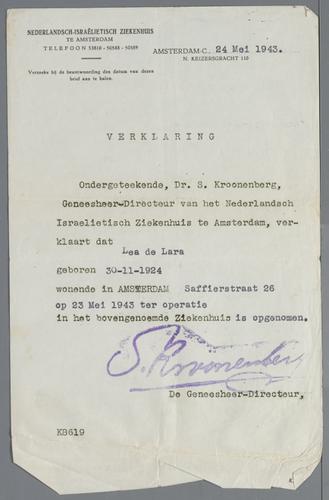 NEDERLANDSCH-ISRAËLIETISCH ZIEKENHUIS
TE AMSTERDAM
TELEFOON 53810 - 50588 - 50589
Verzoeke bij de beantwoording den datum van dezen
brief aan te halen.
AMSTERDAM-C., 24 Mei 1943.
N. KEIZERSGRACHT 110
VERKLARING
Ondergeteekende, Dr. S. Kroonenberg,
Geneesheer-Directeur van het Nederlandsch
Israelietisch Ziekenhuis te Amsterdam, ver-
klaart dat
Lea de Lara
geboren 30-11-1924
wonende in AMSTERDAM Saffierstraat 26
op 23 Mei 1943 ter operatie
in het bovengenoemde Ziekenhuis is opgenomen.
S. Kroonenberg
De Geneesheer-Directeur,
KB619